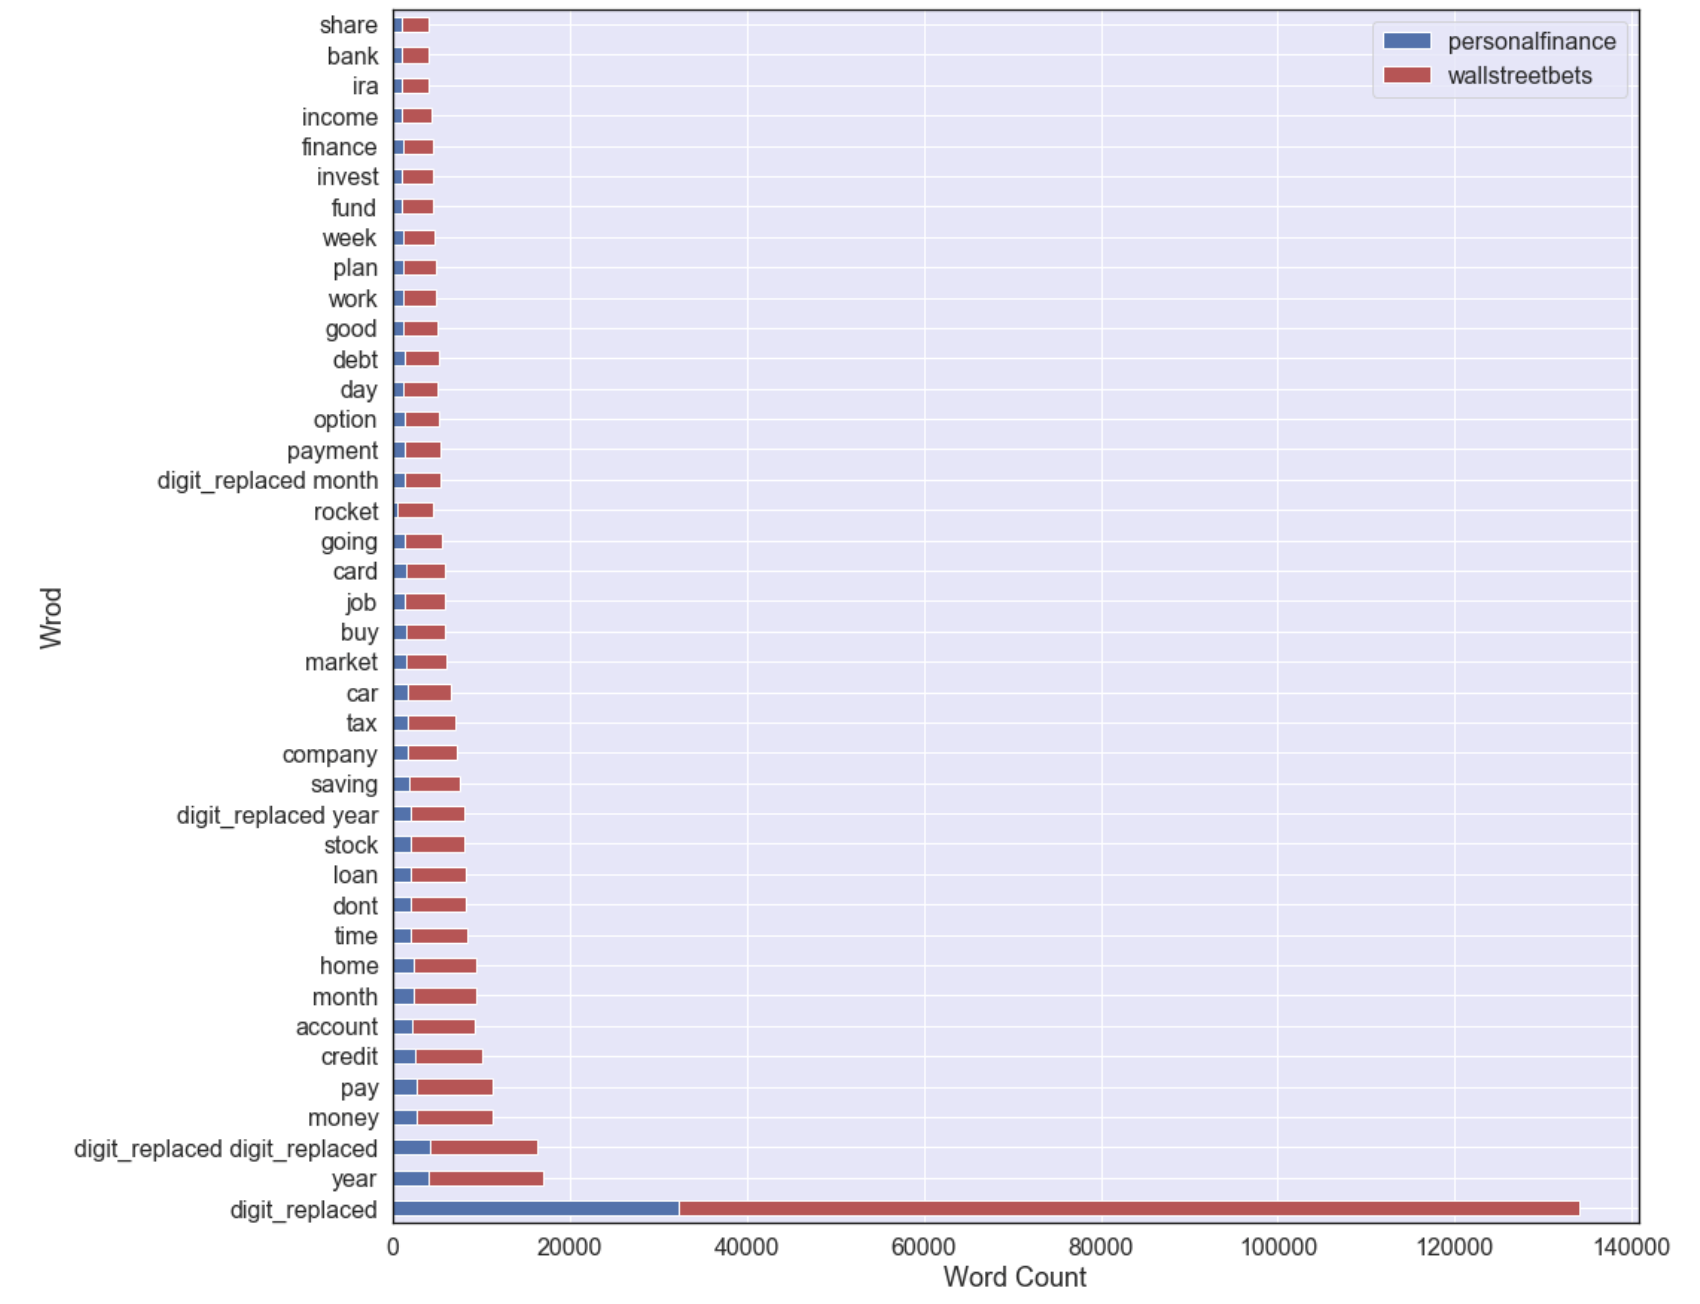 share
bank
ira
income
finance
invest
fund
week
plan
work
good
debt
day
option
payment
digit_replaced month
rocket
going
card
job
buy
market
car
tax
company
saving
digit_replaced year
stock
loan
dont
time
home
month
account
credit
pay
money
digit_replaced digit_replaced
year
digit_replaced
Wrod
personalfinance
wallstreetbets
0 20000 40000 60000 80000 100000 120000 140000
Word Count